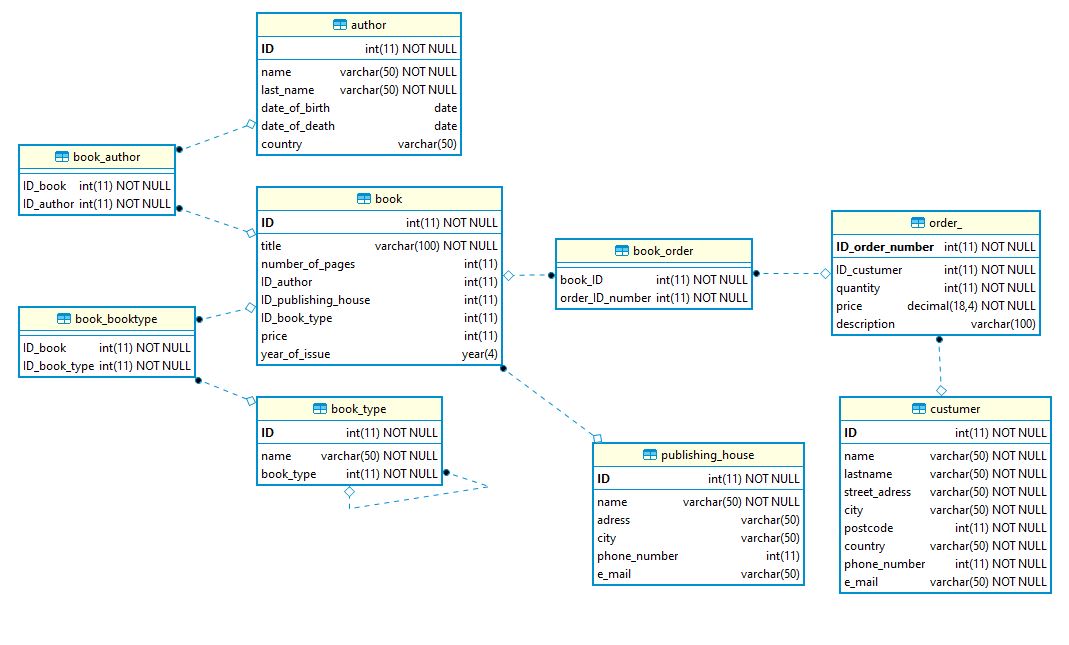 author
ID int(11) NOT NULL
name varchar(50) NOT NULL
last_name varchar(50) NOT NULL
date_of_birth date
date_of_death date
country varchar(50)
book_author
ID_book int(11) NOT NULL
ID_author int(11) NOT NULL
book
ID int(11) NOT NULL
title varchar(100) NOT NULL
number_of_pages int(11)
ID_author int(11)
ID_publishing_house int(11)
ID_book_type int(11)
price int(11)
year_of_issue year(4)
book_order
book_ID int(11) NOT NULL
order_ID_number int(11) NOT NULL
order_
ID_order_number int(11) NOT NULL
ID_custumer int(11) NOT NULL
quantity int(11) NOT NULL
price decimal(18,4) NOT NULL
description varchar(100)
book_booktype
ID_book int(11) NOT NULL
ID_book_type int(11) NOT NULL
book_type
ID int(11) NOT NULL
name varchar(50) NOT NULL
book_type int(11) NOT NULL
publishing_house
ID int(11) NOT NULL
name varchar(50) NOT NULL
adress varchar(50)
city varchar(50)
phone_number int(11)
e_mail varchar(50)
custumer
ID int(11) NOT NULL
name varchar(50) NOT NULL
lastname varchar(50) NOT NULL
street_adress varchar(50) NOT NULL
city varchar(50) NOT NULL
postcode int(11) NOT NULL
country varchar(50) NOT NULL
phone_number int(11) NOT NULL
e_mail varchar(50) NOT NULL